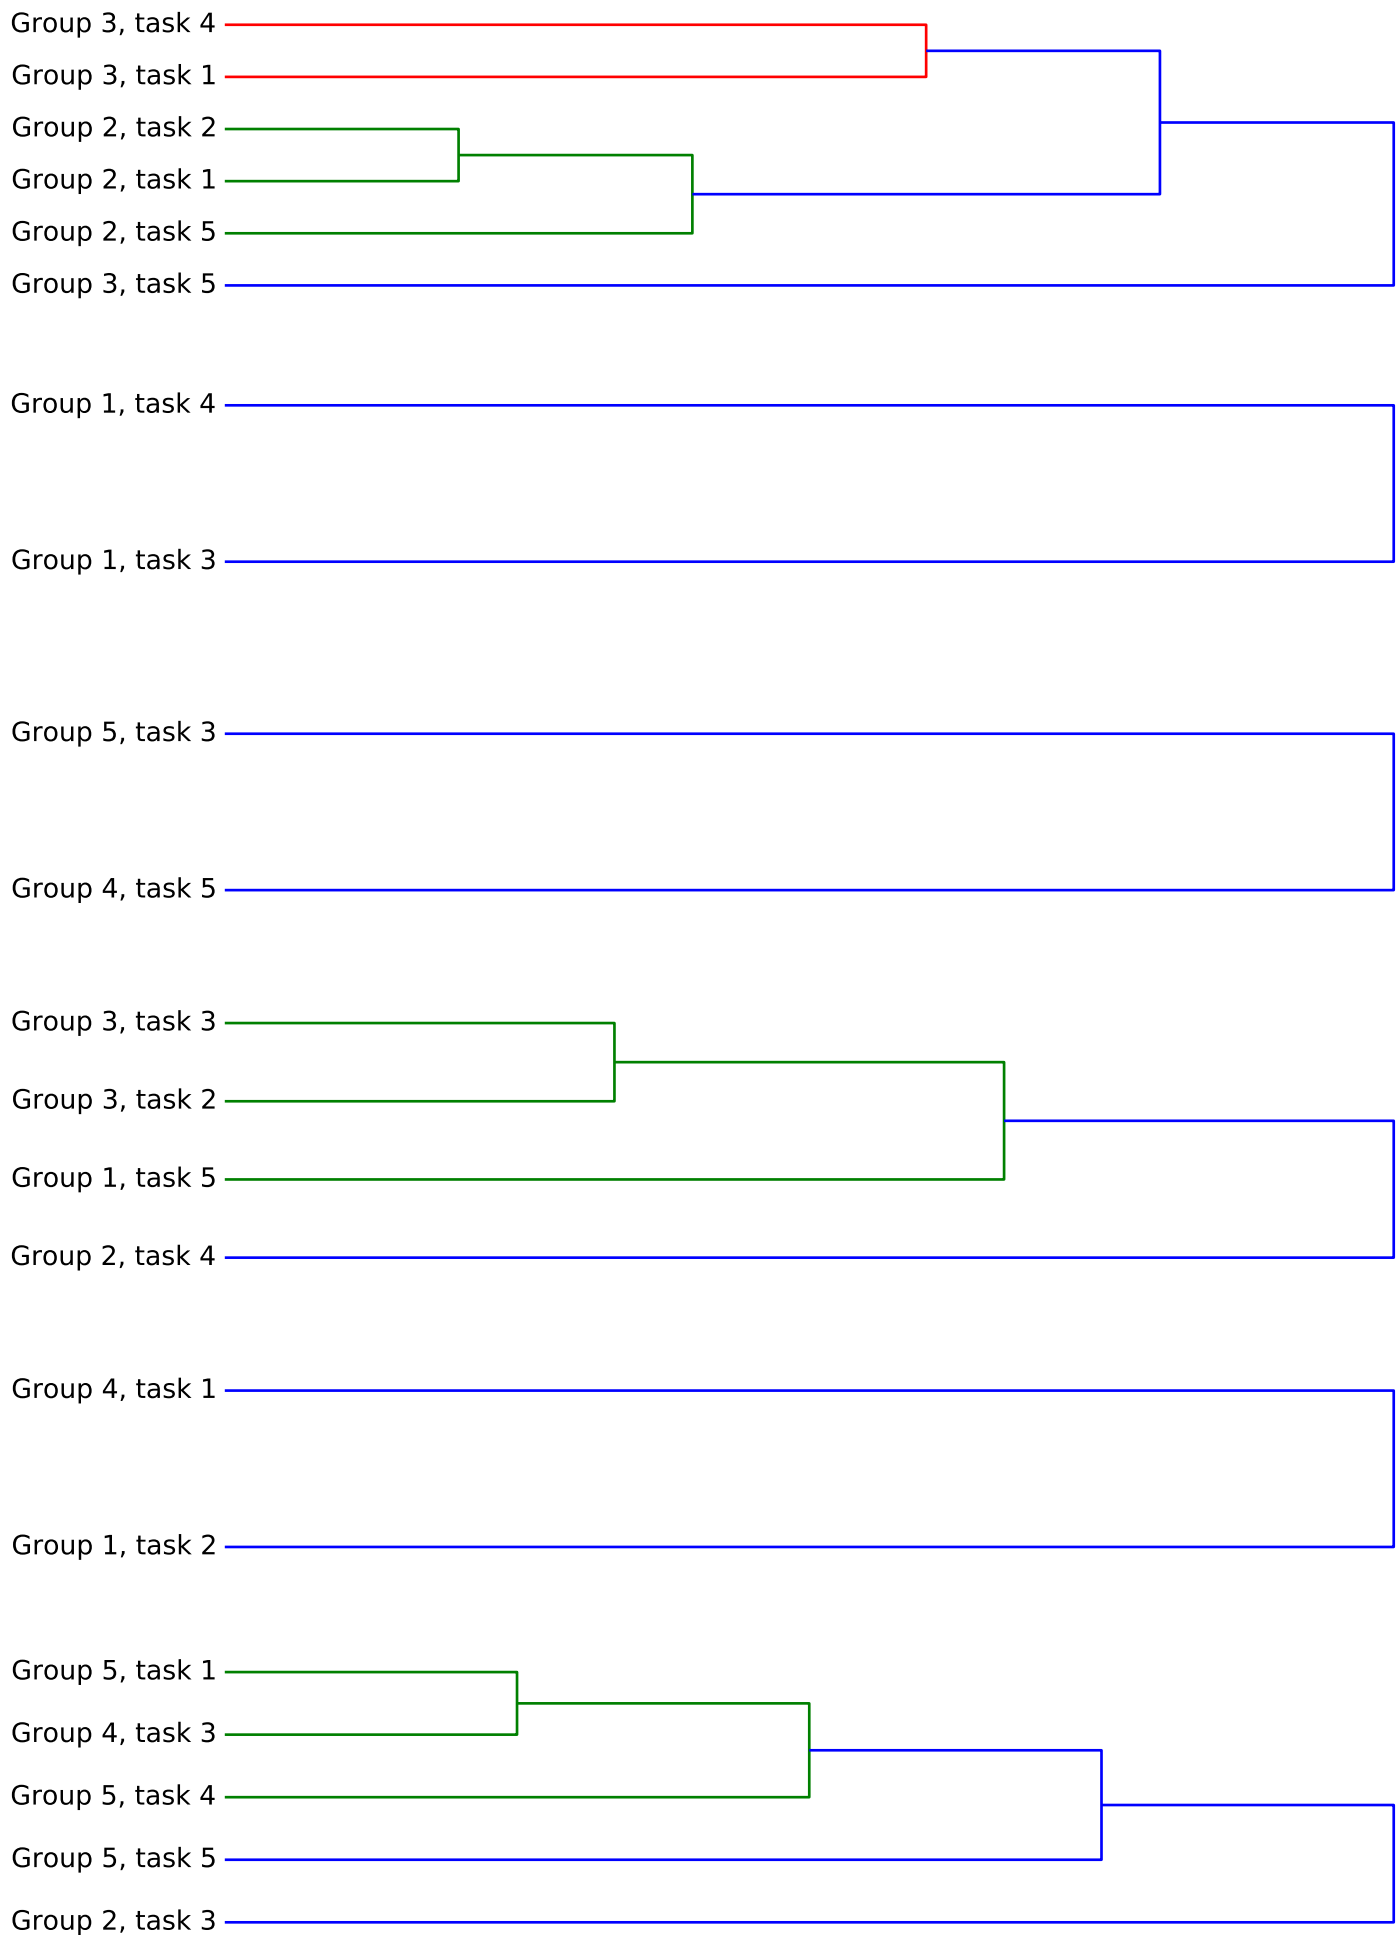 Group 3, task 4
Group 3, task 1
Group 2, task 2
Group 2, task 1
Group 2, task 5
Group 3, task 5
Group 1, task 4
Group 1, task 3
Group 5, task 3
Group 4, task 5
Group 3, task 3
Group 3, task 2
Group 1, task 5
Group 2, task 4
Group 4, task 1
Group 1, task 2
Group 5, task 1
Group 4, task 3
Group 5, task 4
Group 5, task 5
Group 2, task 3